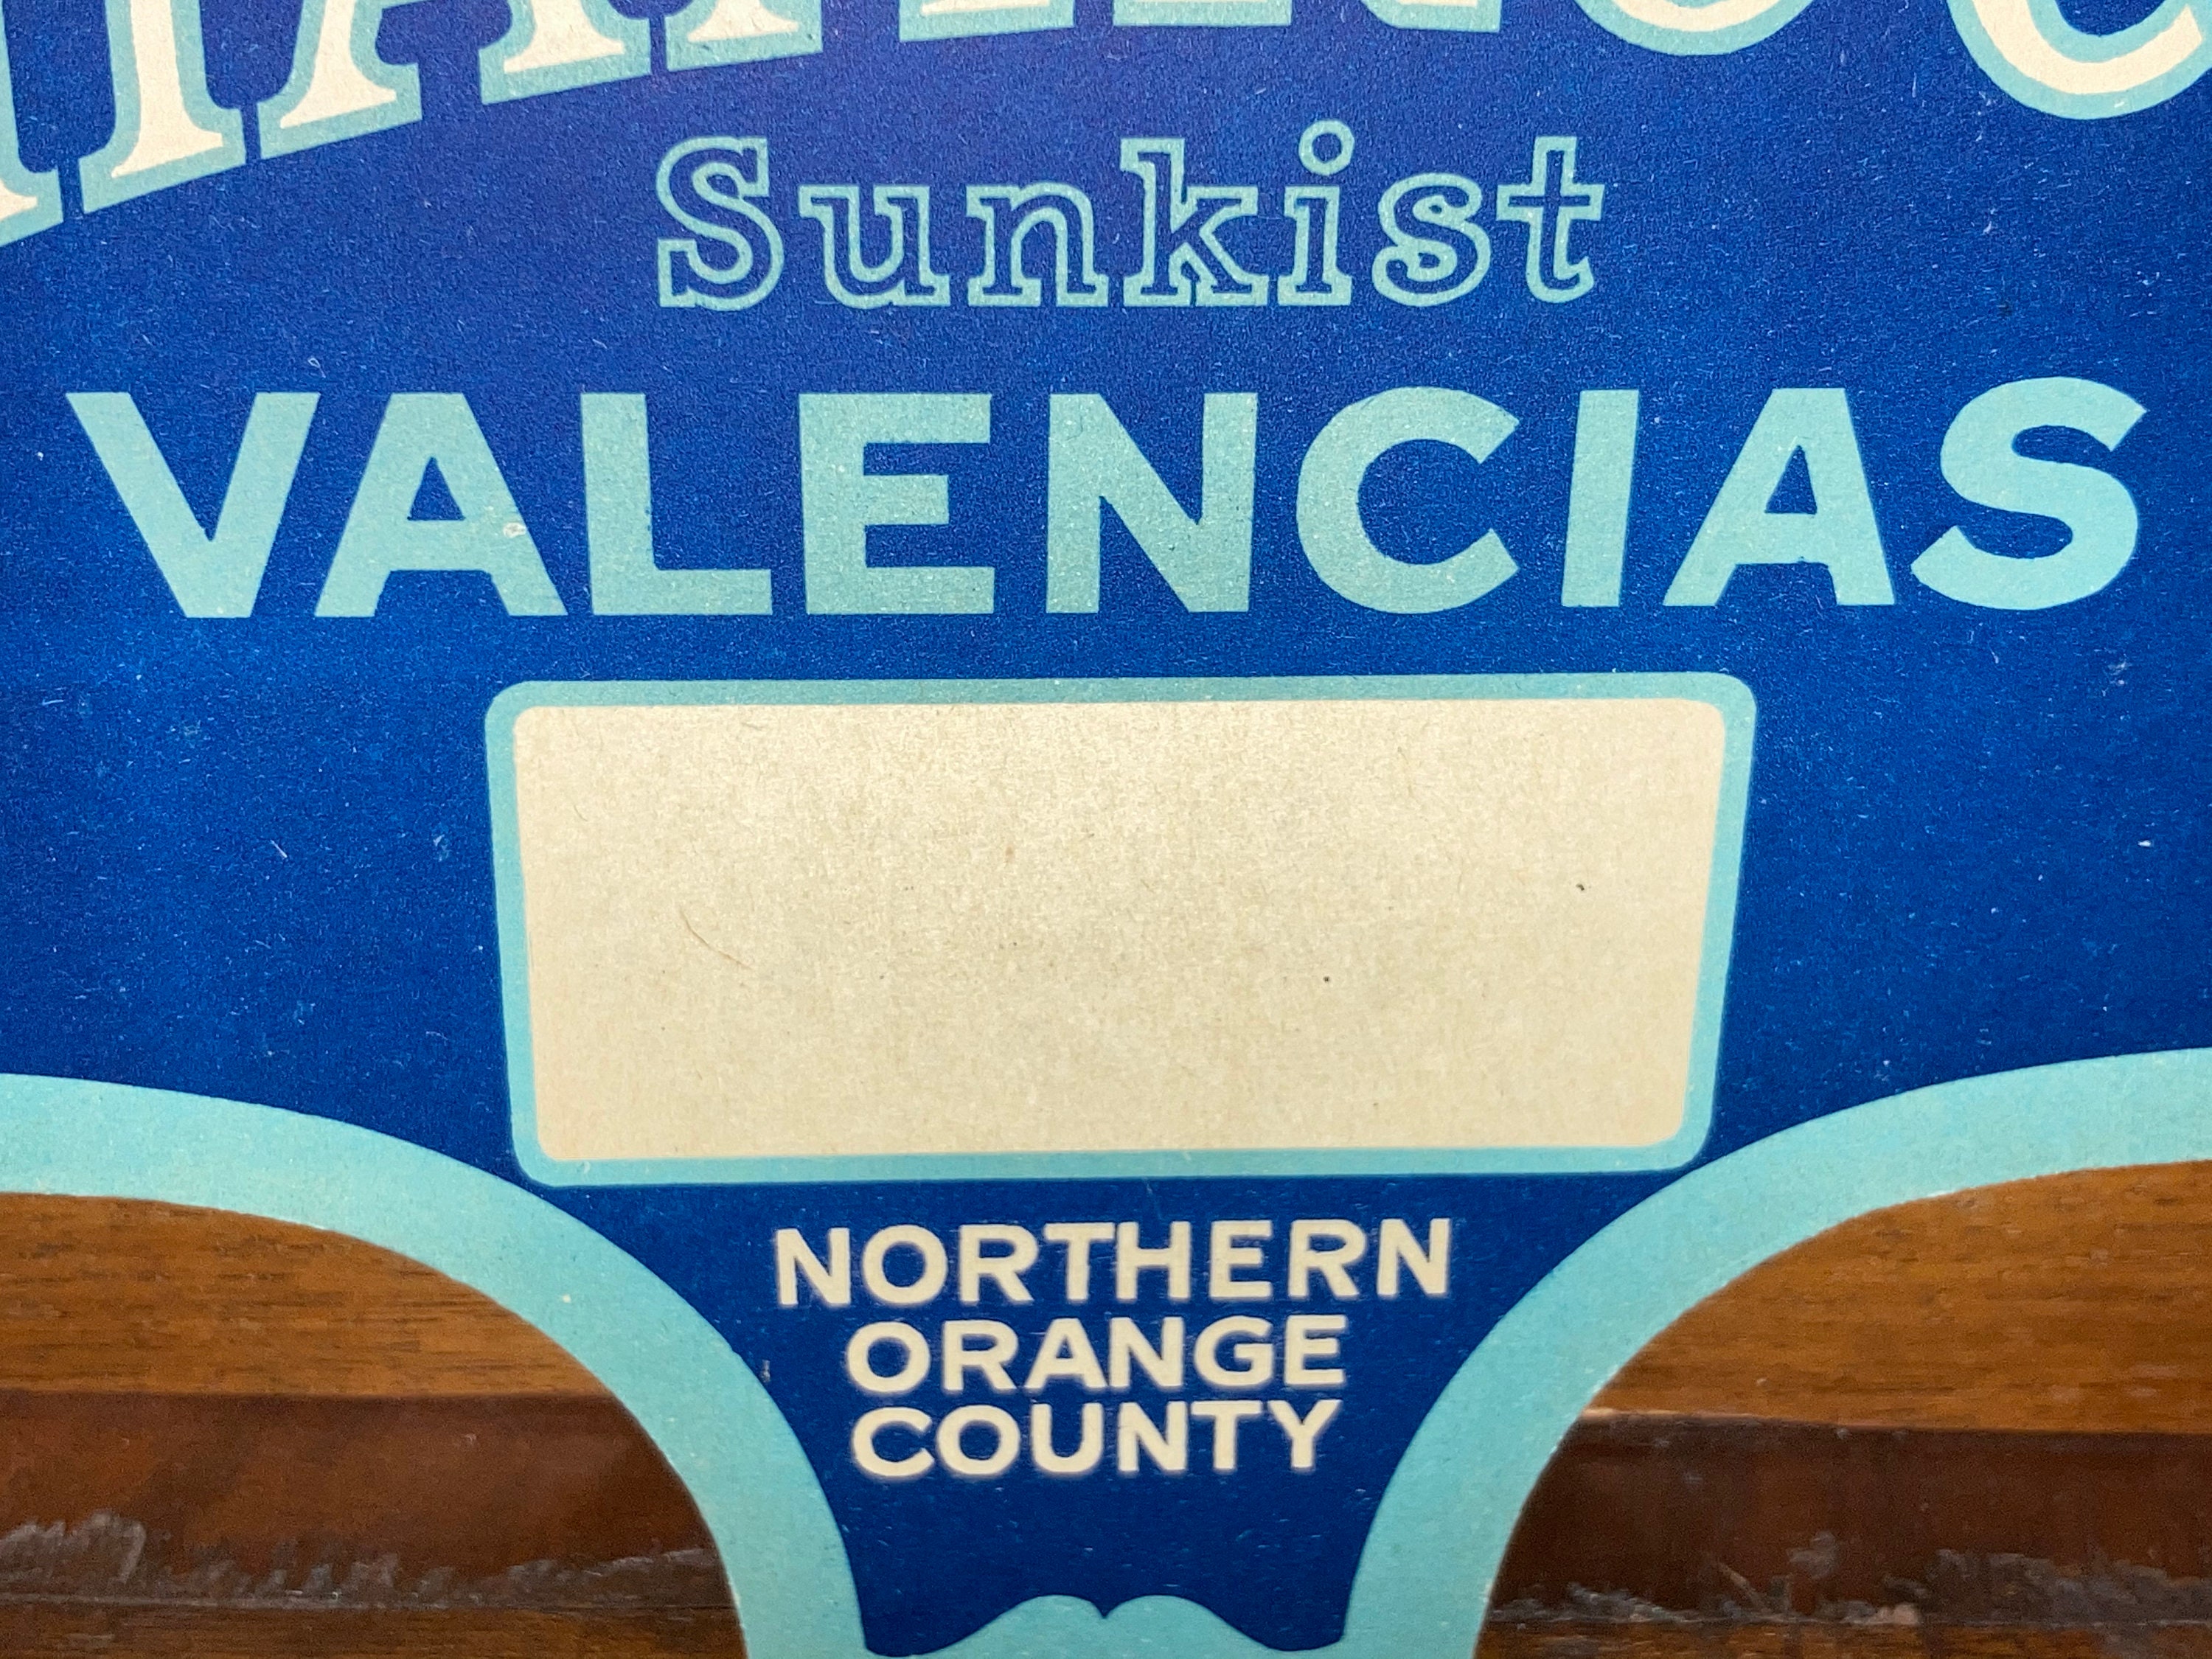 Sunkist
VALENCIAS
NORTHERN
ORANGE
COUNTY